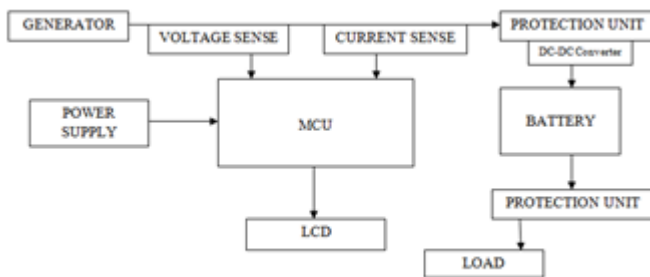 GENERATOR
VOLTAGE SENSE
CURRENT SENSE
PROTECTION UNIT
DC-DC Converter
POWER
SUPPLY
MCU
BATTERY
PROTECTION UNIT
LCD
LOAD